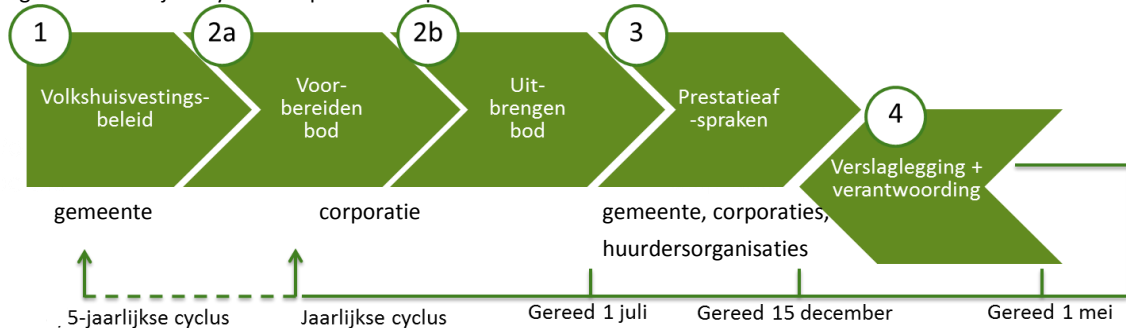 1
2a
2b
3
4
Volkshuisvestings-
beleid
Voor-
bereiden
bod
Uit-
brengen
bod
Prestatieaf
-spraken
Verslaglegging +
verantwoording
gemeente
corporatie
gemeente, corporaties,
huurdersorganisaties
5-jaarlijkse cyclus
Jaarlijkse cyclus
Gereed 1 juli
Gereed 15 december
Gereed 1 mei